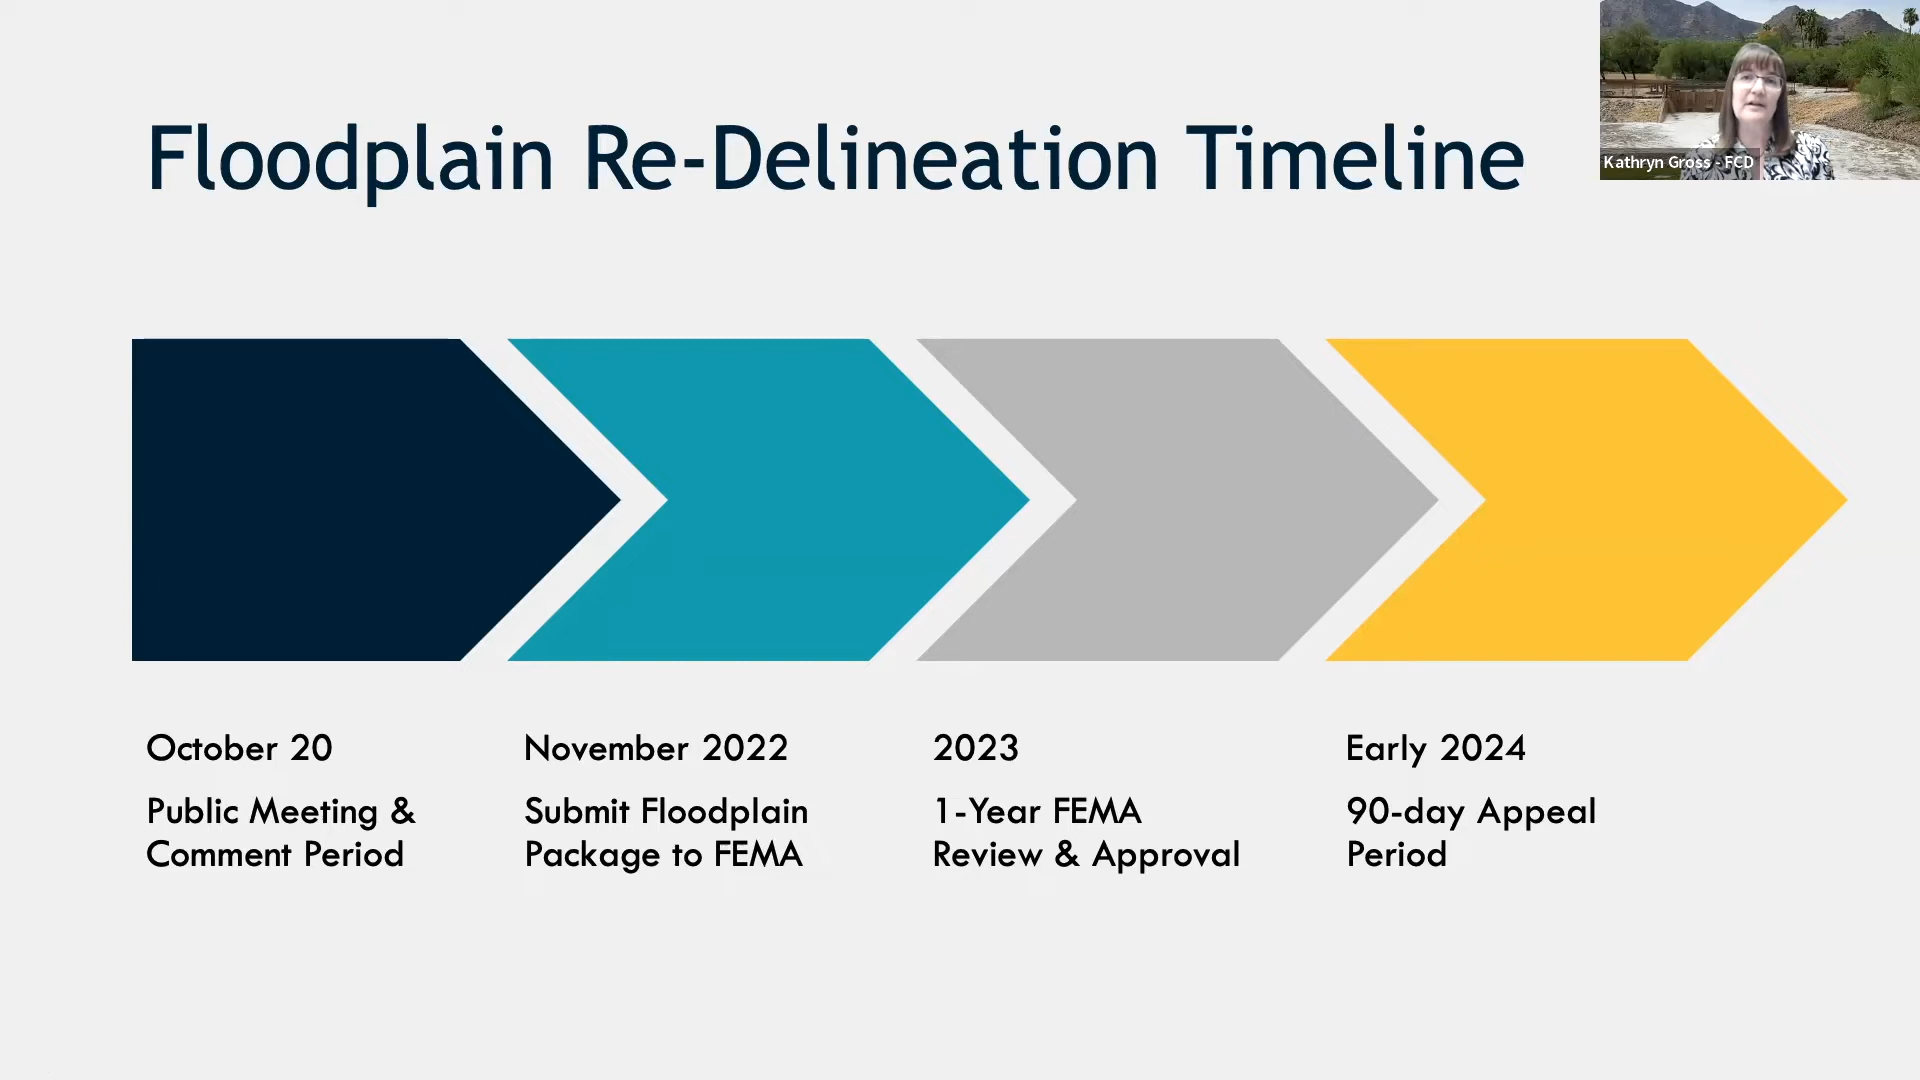 Floodplain Re-Delineation Timeline
Kathryn Gross - FCD
October 20
Public Meeting &
Comment Period
November 2022
Submit Floodplain
Package to FEMA
2023
1-Year FEMA
Review & Approval
Early 2024
90-day Appeal
Period